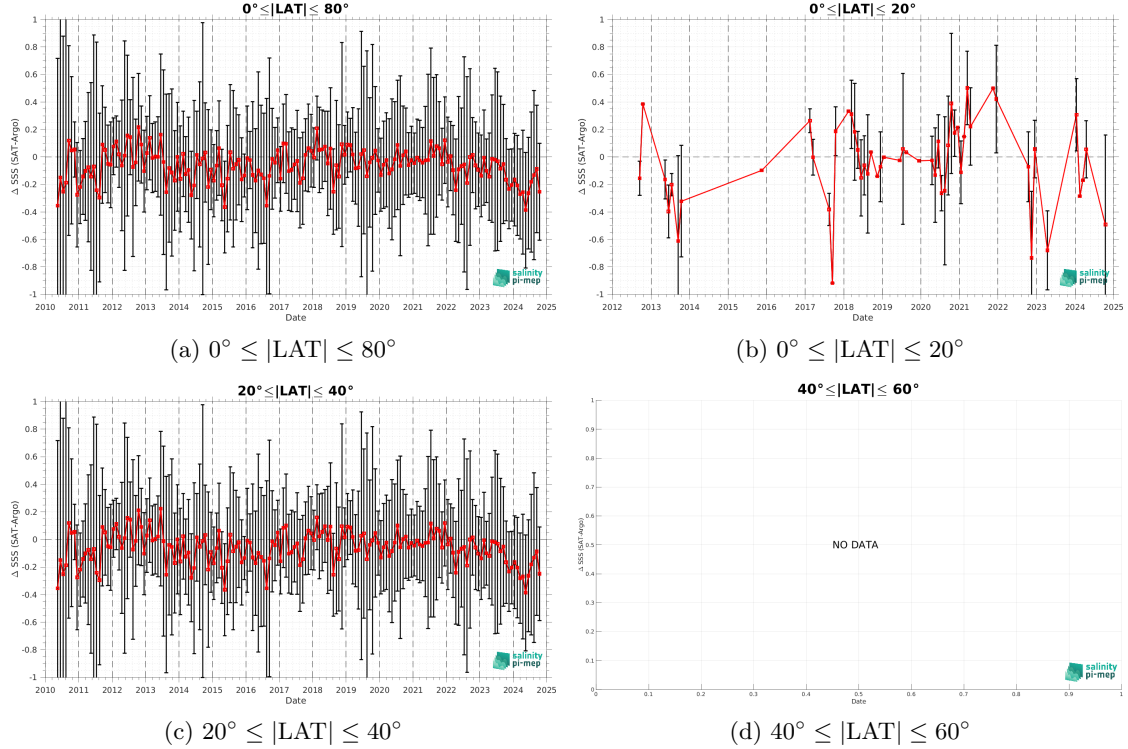 0°≤|LAT|≤ 80°
1
0.8
0.6
0.4
0.2
0
-0.2
-0.4
-0.6
-0.8
-1
Δ SSS (SAT-Argo)
2010 2011 2012 2013 2014 2015 2016 2017 2018 2019 2020 2021 2022 2023 2024 2025
Date
salinity
pi-mep
(a) 0° ≤ |LAT| ≤ 80°
0°≤|LAT|≤ 20°
1
0.8
0.6
0.4
0.2
0
-0.2
-0.4
-0.6
-0.8
-1
Δ SSS (SAT-Argo)
2012 2013 2014 2015 2016 2017 2018 2019 2020 2021 2022 2023 2024 2025
Date
salinity
pi-mep
(b) 0° ≤ |LAT| ≤ 20°
20°≤|LAT|≤ 40°
1
0.8
0.6
0.4
0.2
0
-0.2
-0.4
-0.6
-0.8
-1
Δ SSS (SAT-Argo)
2010 2011 2012 2013 2014 2015 2016 2017 2018 2019 2020 2021 2022 2023 2024 2025
Date
salinity
pi-mep
(c) 20° ≤ |LAT| ≤ 40°
40°≤|LAT|≤ 60°
1
0.9
0.8
0.7
0.6
0.5
0.4
0.3
0.2
0.1
0
Δ SSS (SAT-Argo)
NO DATA
0 0.1 0.2 0.3 0.4 0.5 0.6 0.7 0.8 0.9 1
Date
salinity
pi-mep
(d) 40° ≤ |LAT| ≤ 60°